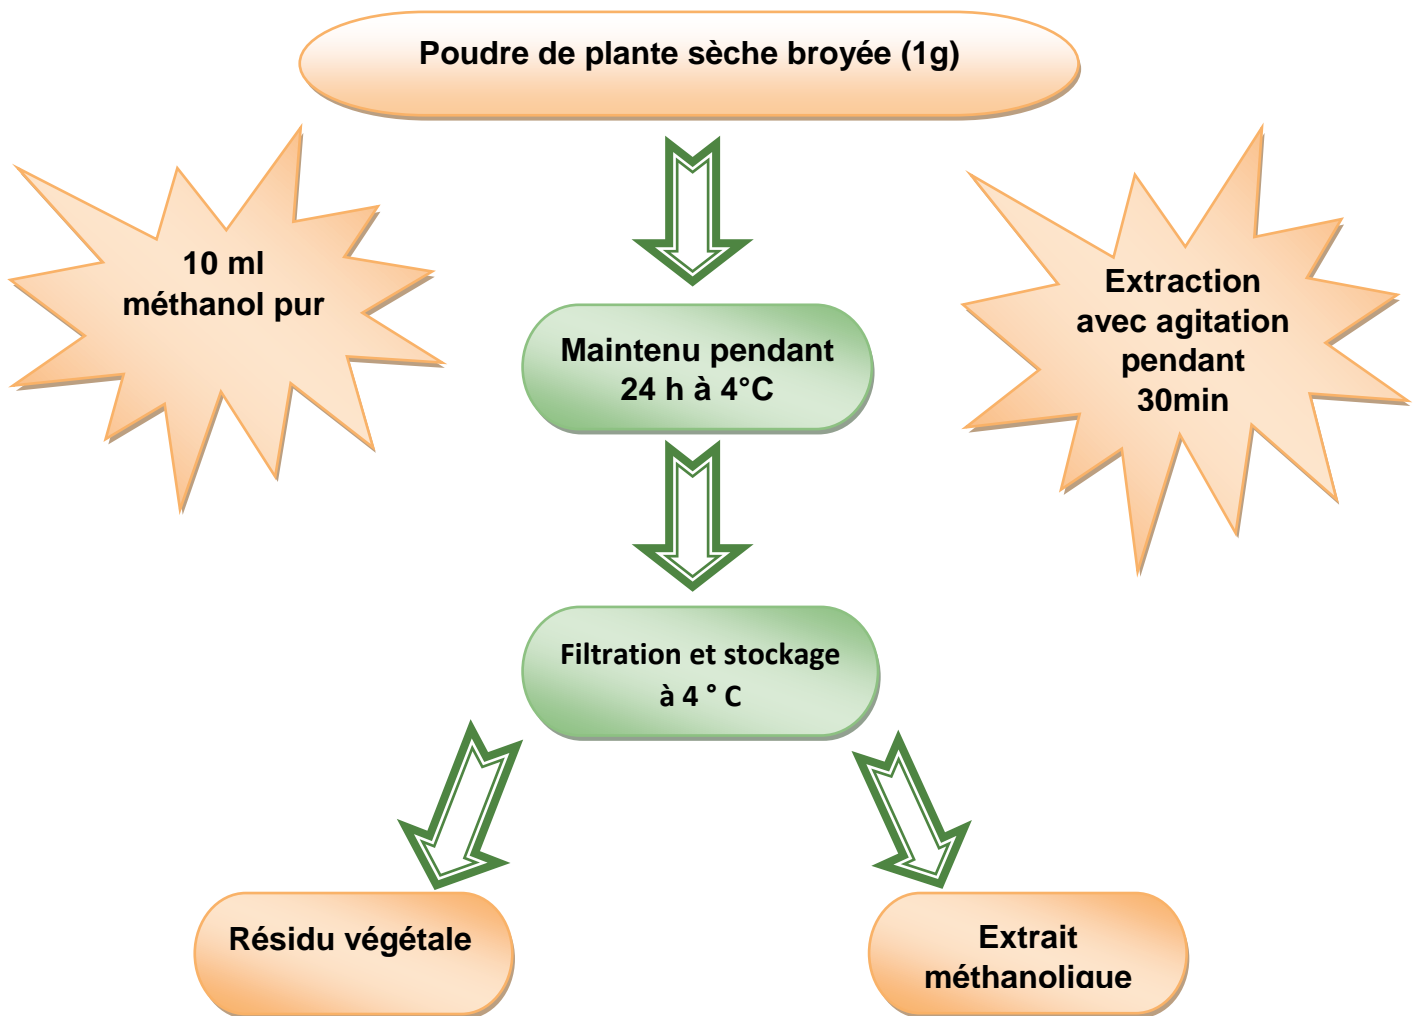 Poudre de plante sèche broyée (1g)
10 ml
méthanol pur
Extraction
avec agitation
pendant
30min
Maintenu pendant
24 h à 4°C
Filtration et stockage
à 4 ° C
Résidu végétale
Extrait
méthanolique